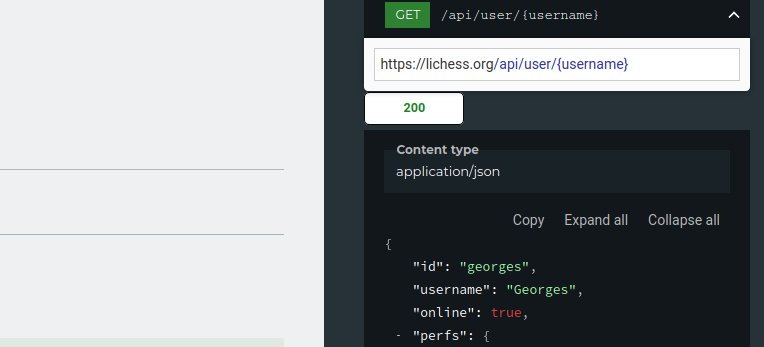 GET /api/user/{username}
https://lichess.org/api/user/{username}
200
Content type
application/json
Copy Expand all Collapse all
{
"id": "georges",
"username": "Georges",
"online": true,
- "perfs": {